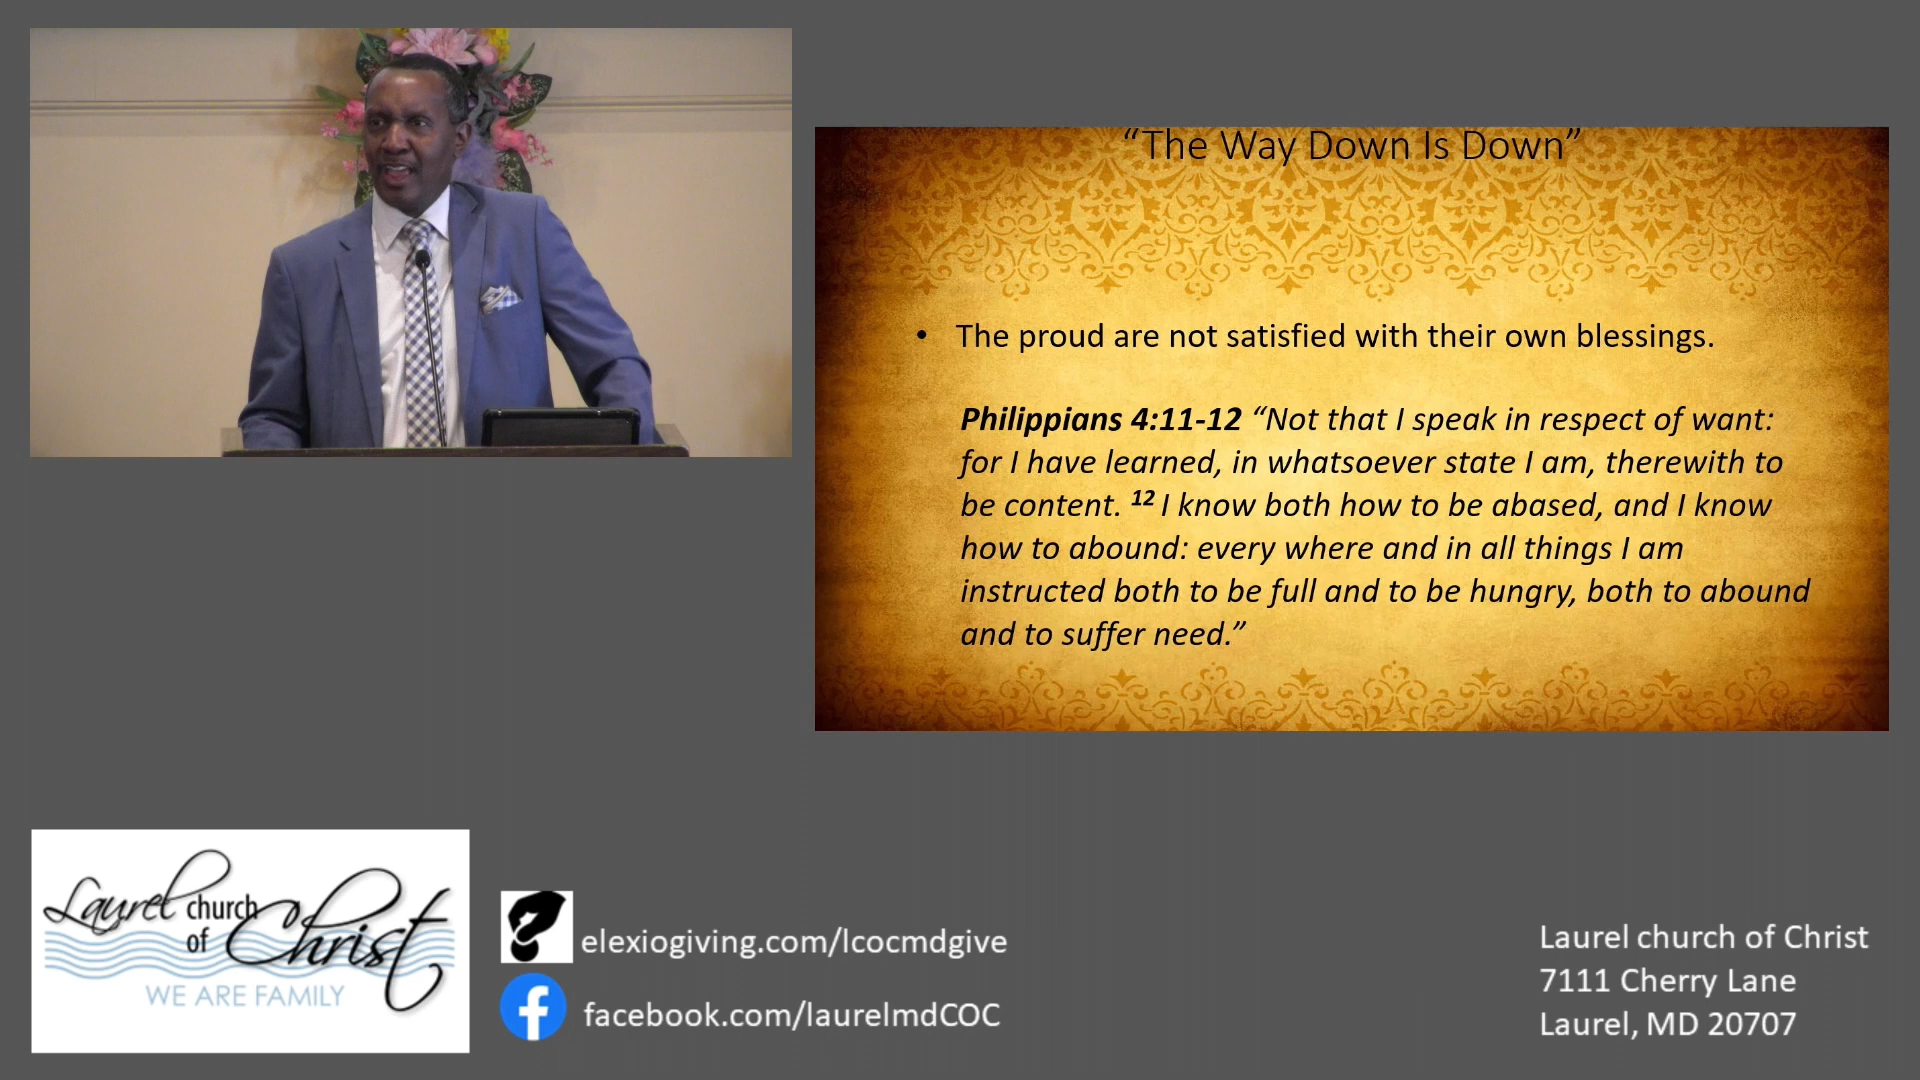 “The Way Down Is Down”
• The proud are not satisfied with their own blessings.
Philippians 4:11-12 “Not that I speak in respect of want:
for I have learned, in whatsoever state I am, therewith to
be content. 12 I know both how to be abased, and I know
how to abound: every where and in all things I am
instructed both to be full and to be hungry, both to abound
and to suffer need.”
Laurel church
of Christ
WE ARE FAMILY
elexiogiving.com/lcocmdgive
facebook.com/laurelmdCOC
Laurel church of Christ
7111 Cherry Lane
Laurel, MD 20707